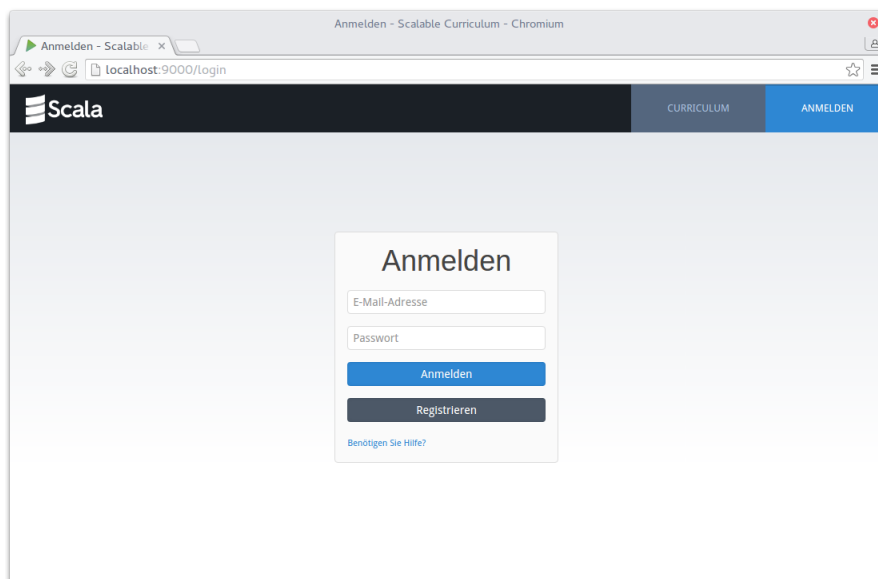 Anmelden - Scalable Curriculum - Chromium
Anmelden - Scalable
localhost:9000/login
Scala
CURRICULUM
ANMELDEN
Anmelden
E-Mail-Adresse
Passwort
Anmelden
Registrieren
Benötigen Sie Hilfe?